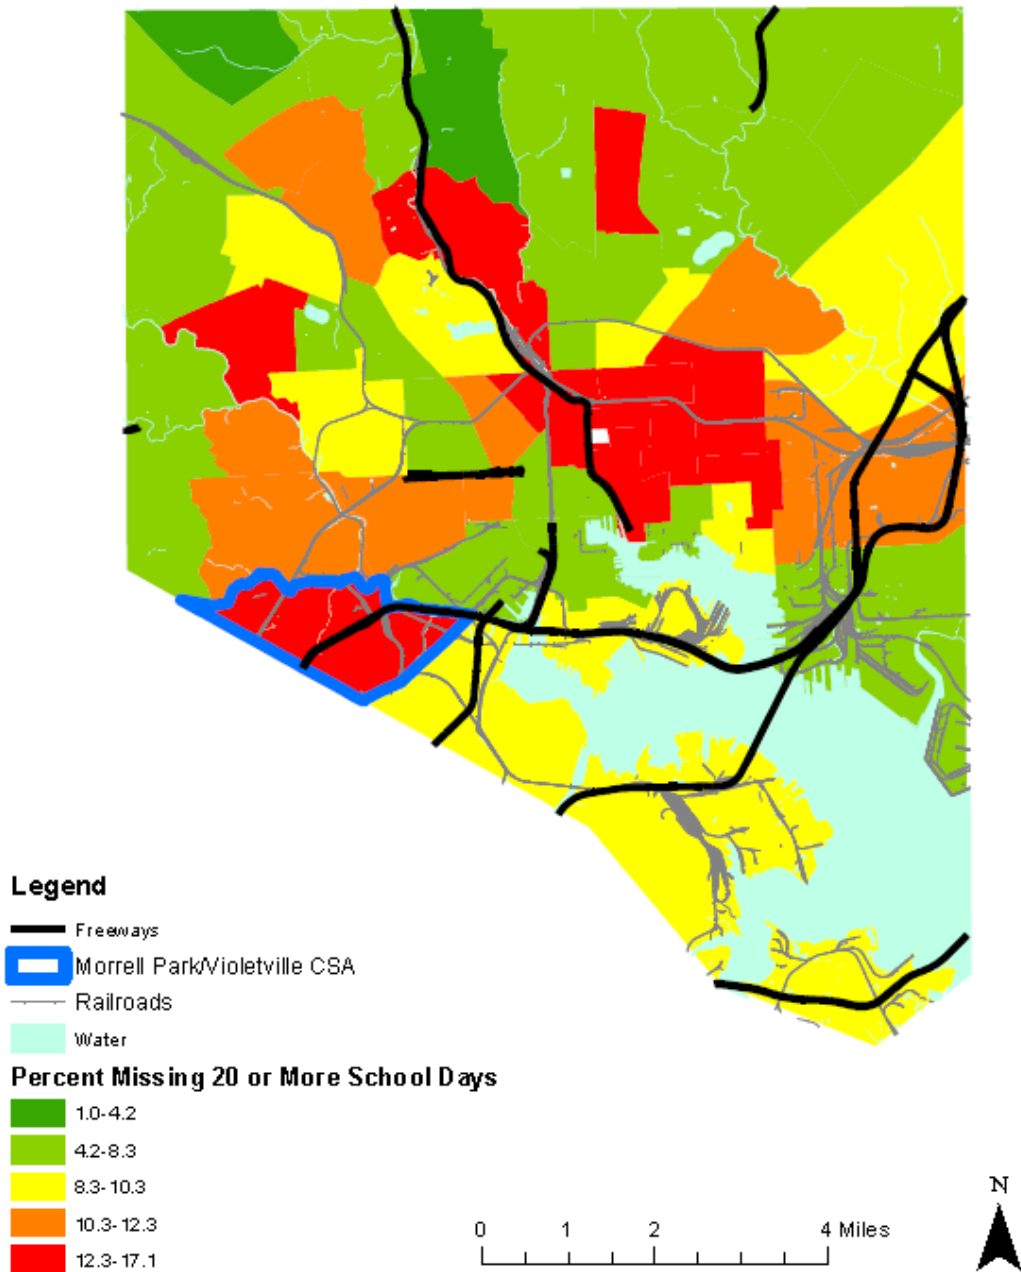 Legend
Freeways
Morrell Park/Violetville CSA
Railroads
Water
Percent Missing 20 or More School Days
1.0-4.2
4.2-8.3
8.3-10.3
10.3-12.3
12.3-17.1
0 1 2 4 Miles
N